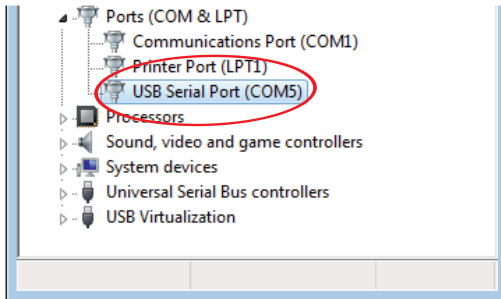 Ports (COM & LPT)
Communications Port (COM1)
Printer Port (LPT1)
USB Serial Port (COM5)
Processors
Sound, video and game controllers
System devices
Universal Serial Bus controllers
USB Virtualization